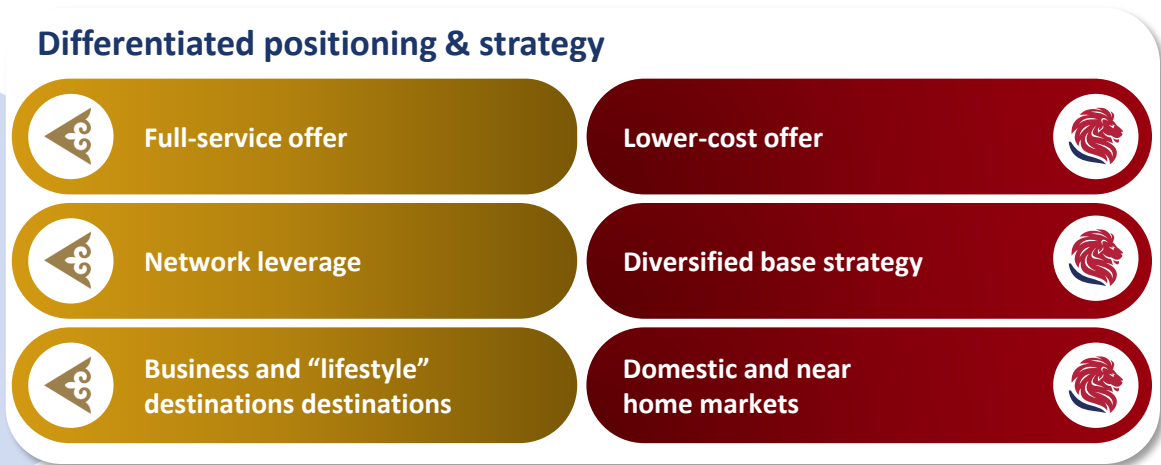 Differentiated positioning & strategy
Full-service offer
Lower-cost offer
Network leverage
Diversified base strategy
Business and “lifestyle”
destinations destinations
Domestic and near
home markets